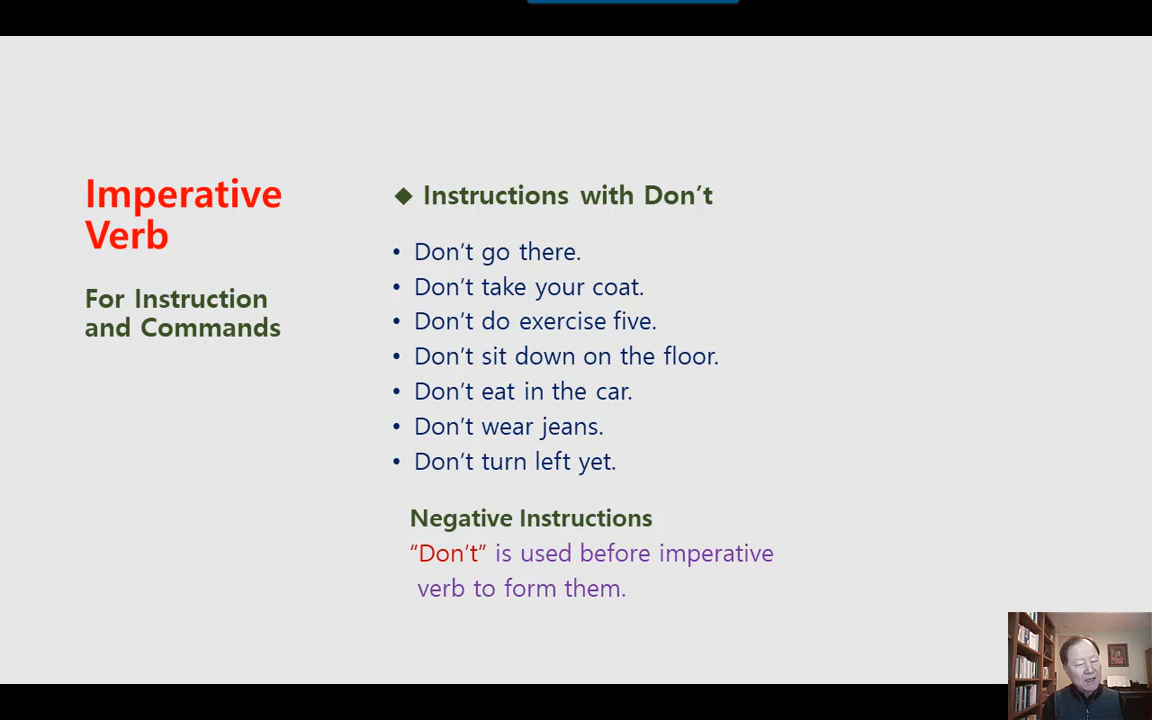 Imperative
Verb
For Instruction
and Commands
◆ Instructions with Don't
• Don't go there.
• Don't take your coat.
• Don't do exercise five.
• Don't sit down on the floor.
• Don't eat in the car.
• Don't wear jeans.
• Don't turn left yet.
Negative Instructions
“Don't” is used before imperative
verb to form them.